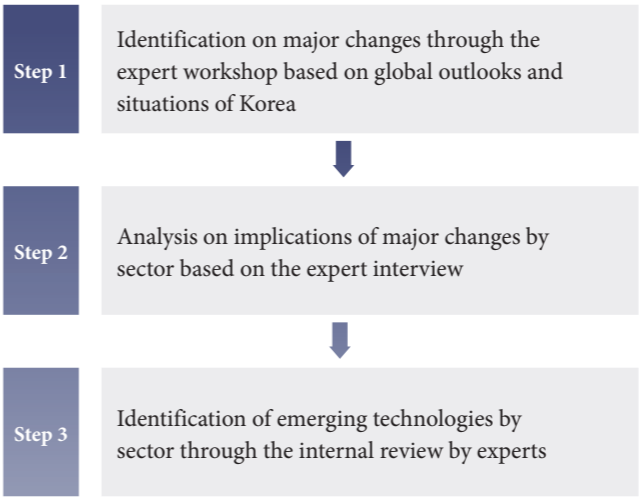 Step 1
Identification on major changes through the
expert workshop based on global outlooks and
situations of Korea
Step 2
Analysis on implications of major changes by
sector based on the expert interview
Step 3
Identification of emerging technologies by
sector through the internal review by experts